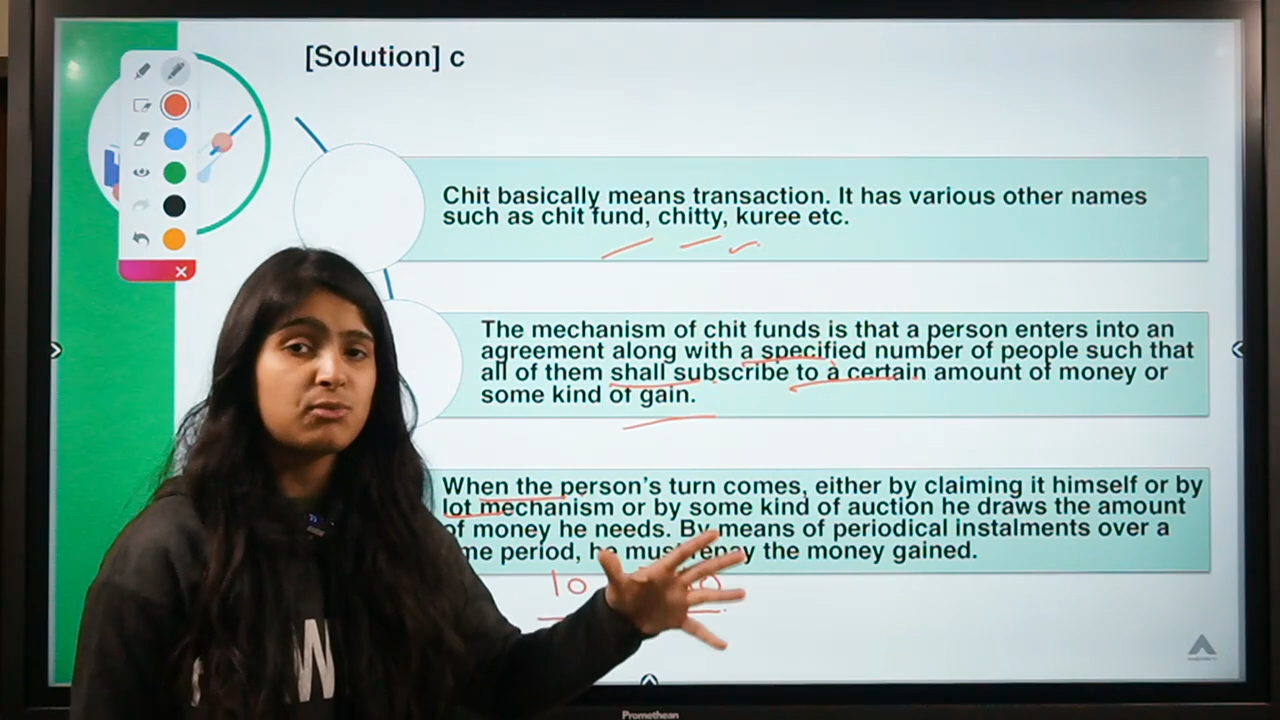 [Solution] c
Chit basically means transaction. It has various other names
such as chit fund, chitty, kuree etc.
The mechanism of chit funds is that a person enters into an
agreement along with a specified number of people such that
all of them shall subscribe to a certain amount of money or
some kind of gain.
When the person's turn comes, either by claiming it himself or by
lot mechanism or by some kind of auction he draws the amount
of money he needs. By means of periodical instalments over a
period, he must repay the money gained.
10
W
Promethean